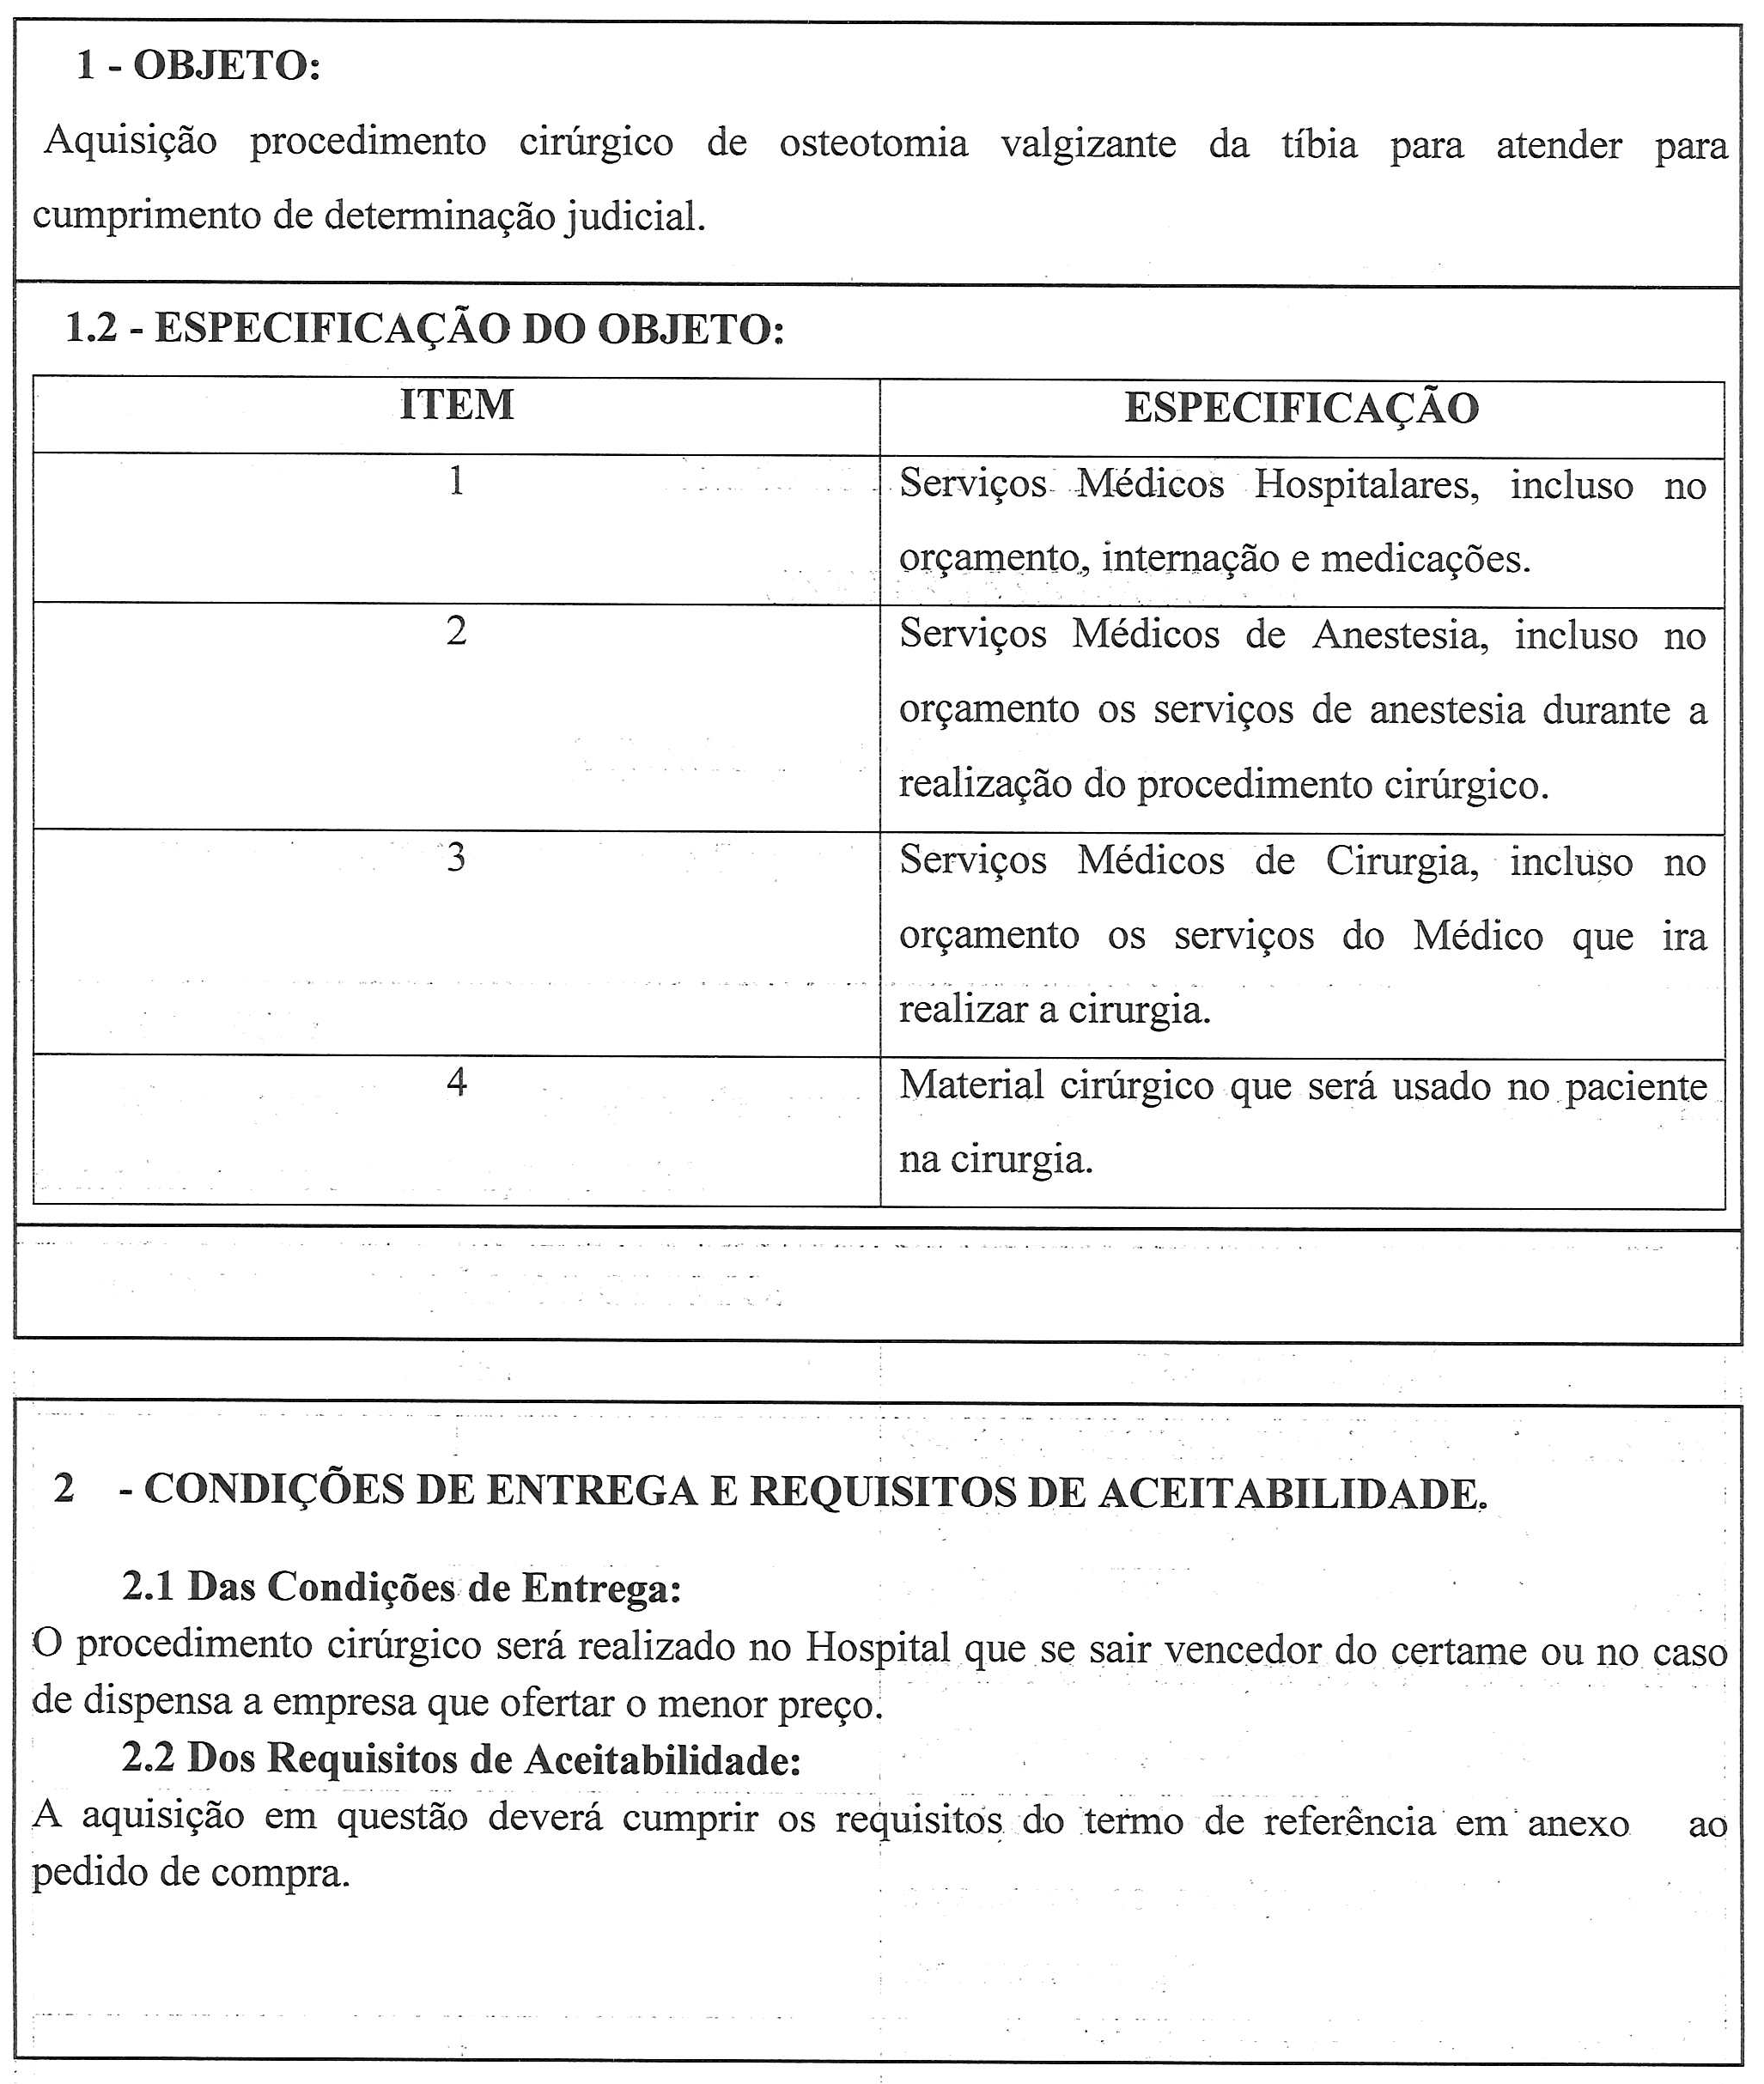 1 - OBJETO:
Aquisição procedimento cirúrgico de osteotomia valgizante da tíbia para atender para
cumprimento de determinação judicial.
1.2 - ESPECIFICAÇÃO DO OBJETO:
ITEM ESPECIFICAÇÃO
1 Serviços Médicos Hospitalares, incluso no
orçamento, internação e medicações.
2 Serviços Médicos de Anestesia, incluso no
orçamento os serviços de anestesia durante a
realização do procedimento cirúrgico.
3 Serviços Médicos de Cirurgia, incluso no
orçamento os serviços do Médico que ira
realizar a cirurgia.
4 Material cirúrgico que será usado no paciente
na cirurgia.
2 - CONDIÇÕES DE ENTREGA E REQUISITOS DE ACEITABILIDADE.
2.1 Das Condições de Entrega:
O procedimento cirúrgico será realizado no Hospital que se sair vencedor do certame ou no caso
de dispensa a empresa que ofertar o menor preço.
2.2 Dos Requisitos de Aceitabilidade:
A aquisição em questão deverá cumprir os requisitos do termo de referência em anexo ao
pedido de compra.